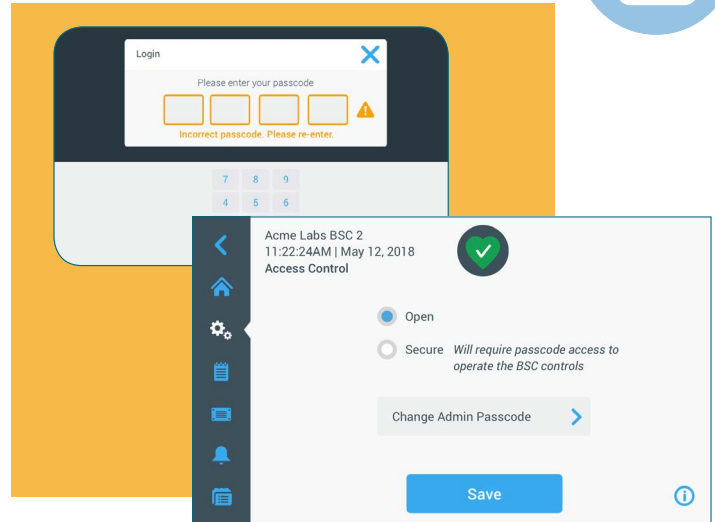 Login
Please enter your passcode
Incorrect passcode. Please re-enter.
7 8 9
4 5 6
Acme Labs BSC 2
11:22:24AM | May 12, 2018
Access Control
Open
Secure Will require passcode access to
operate the BSC controls
Change Admin Passcode
Save